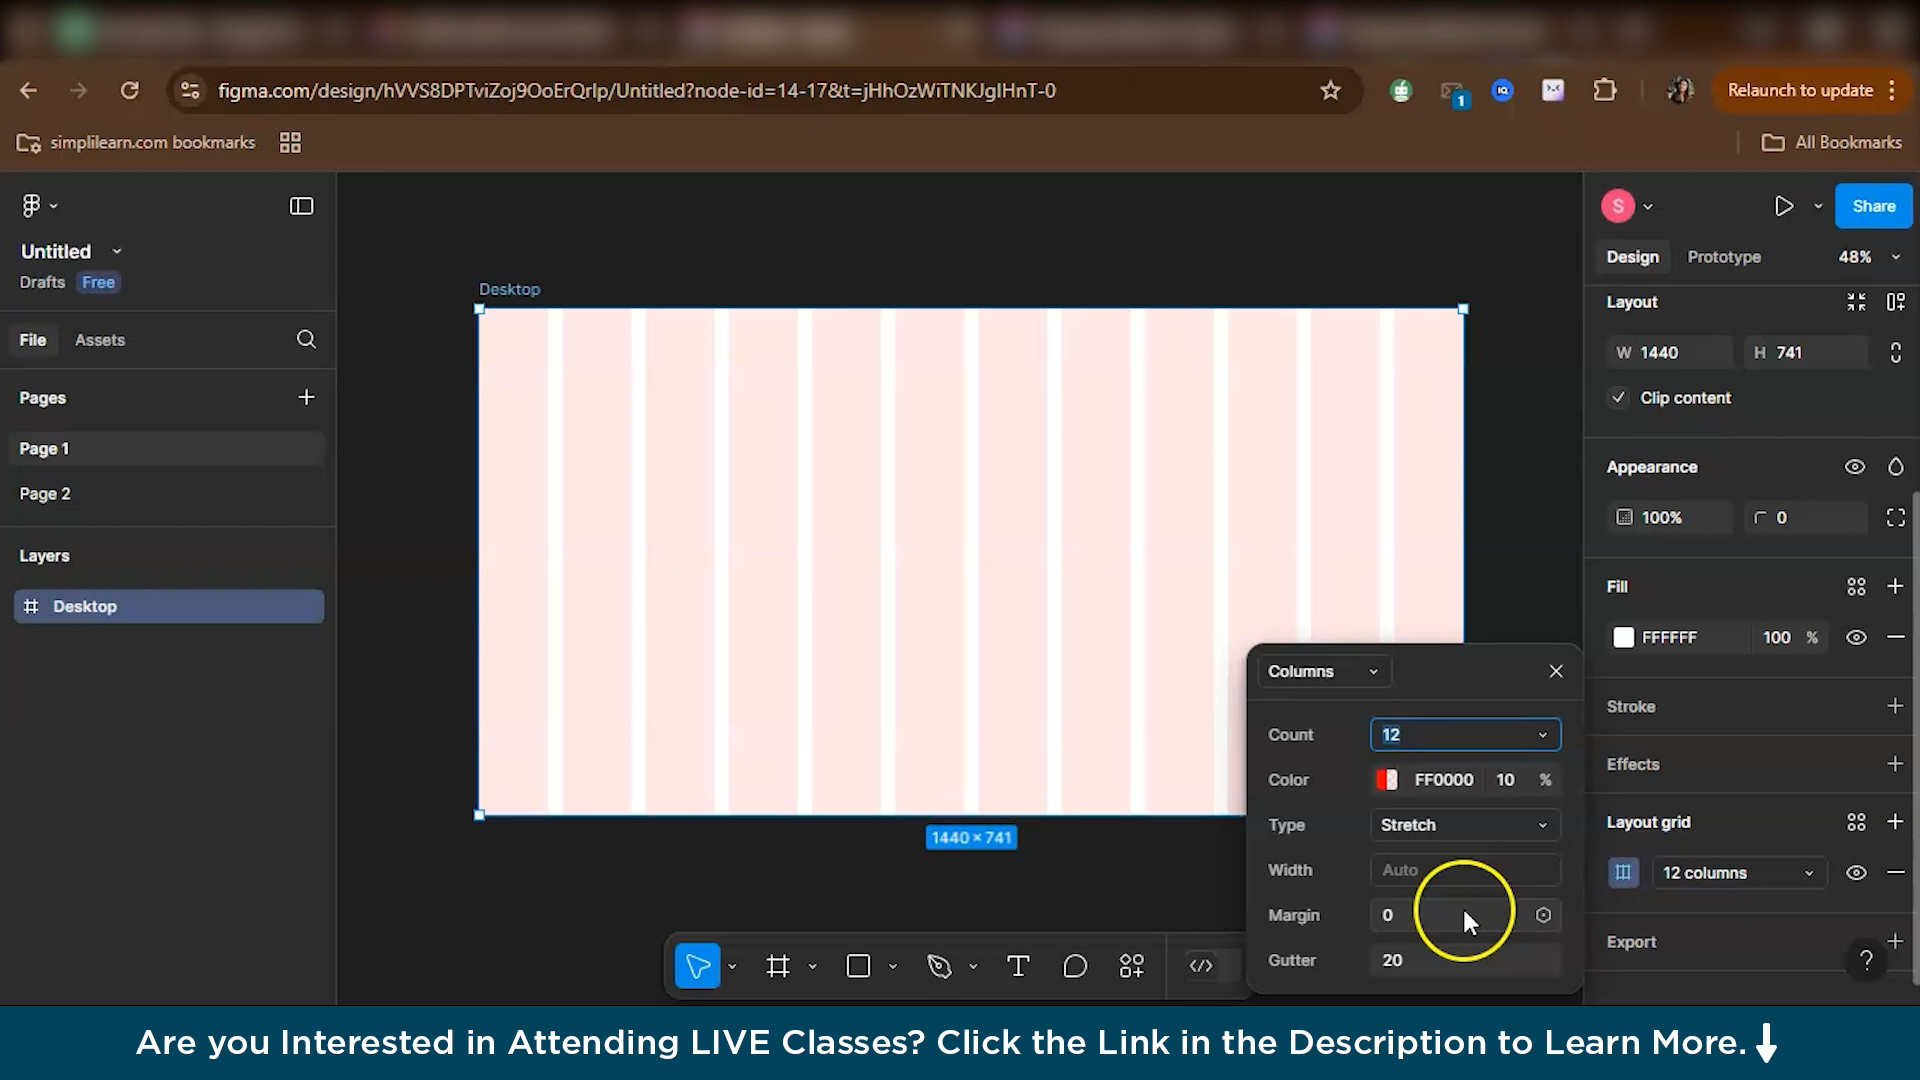 figma.com/design/hVVS8DPTviZoj9OoErQrlp/Untitled?node-id=14-17&t=jHhOzWiTNKJgIHnT-0
1
IQ
Relaunch to update
simplilearn.com bookmarks
All Bookmarks
Untitled
Drafts Free
File Assets
Pages
Page 1
Page 2
Layers
Desktop
Desktop
1440 × 741
Columns
Count 12
Color FF0000 10 %
Type Stretch
Width Auto
Margin 0
Gutter 20
S
Share
Design Prototype 48%
Layout
W 1440 H 741
Clip content
Appearance
100% 0
Fill
FFFFFF 100 %
Stroke
Effects
Layout grid
12 columns
Export
?
Are you Interested in Attending LIVE Classes? Click the Link in the Description to Learn More.